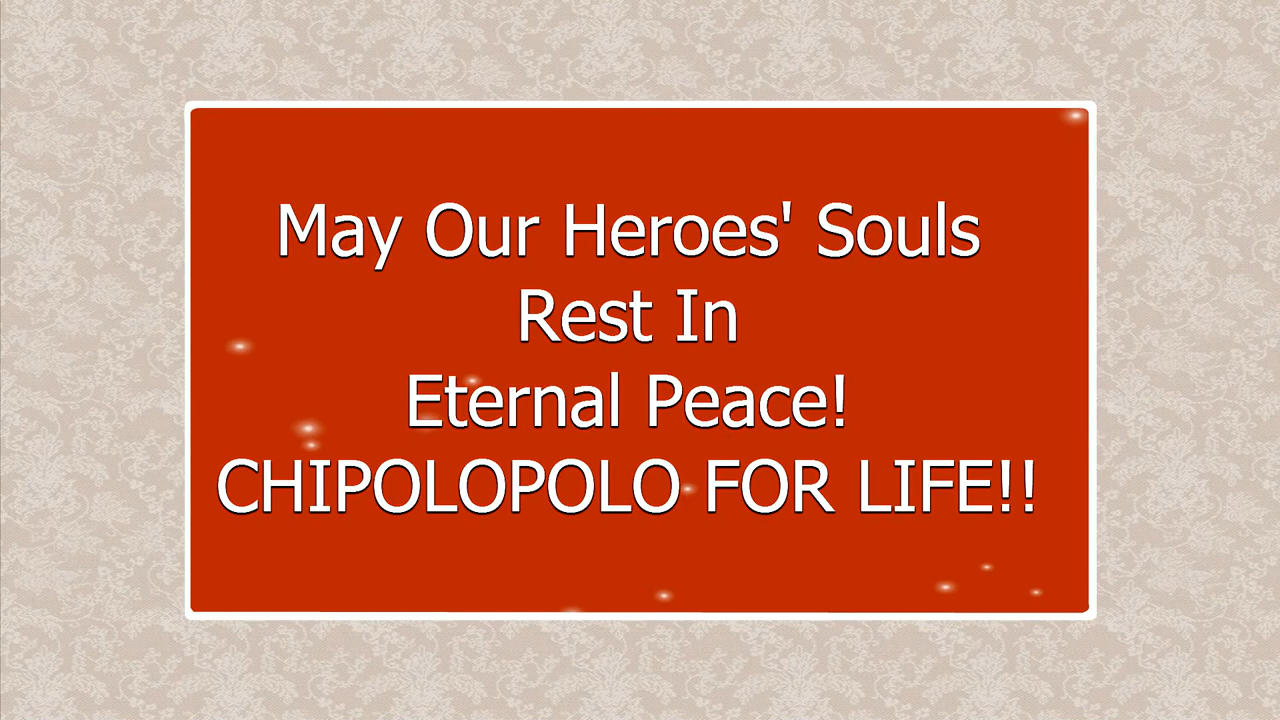 May Our Heroes' Souls
Rest In
Eternal Peace!
CHIPOLOPOLO FOR LIFE!!